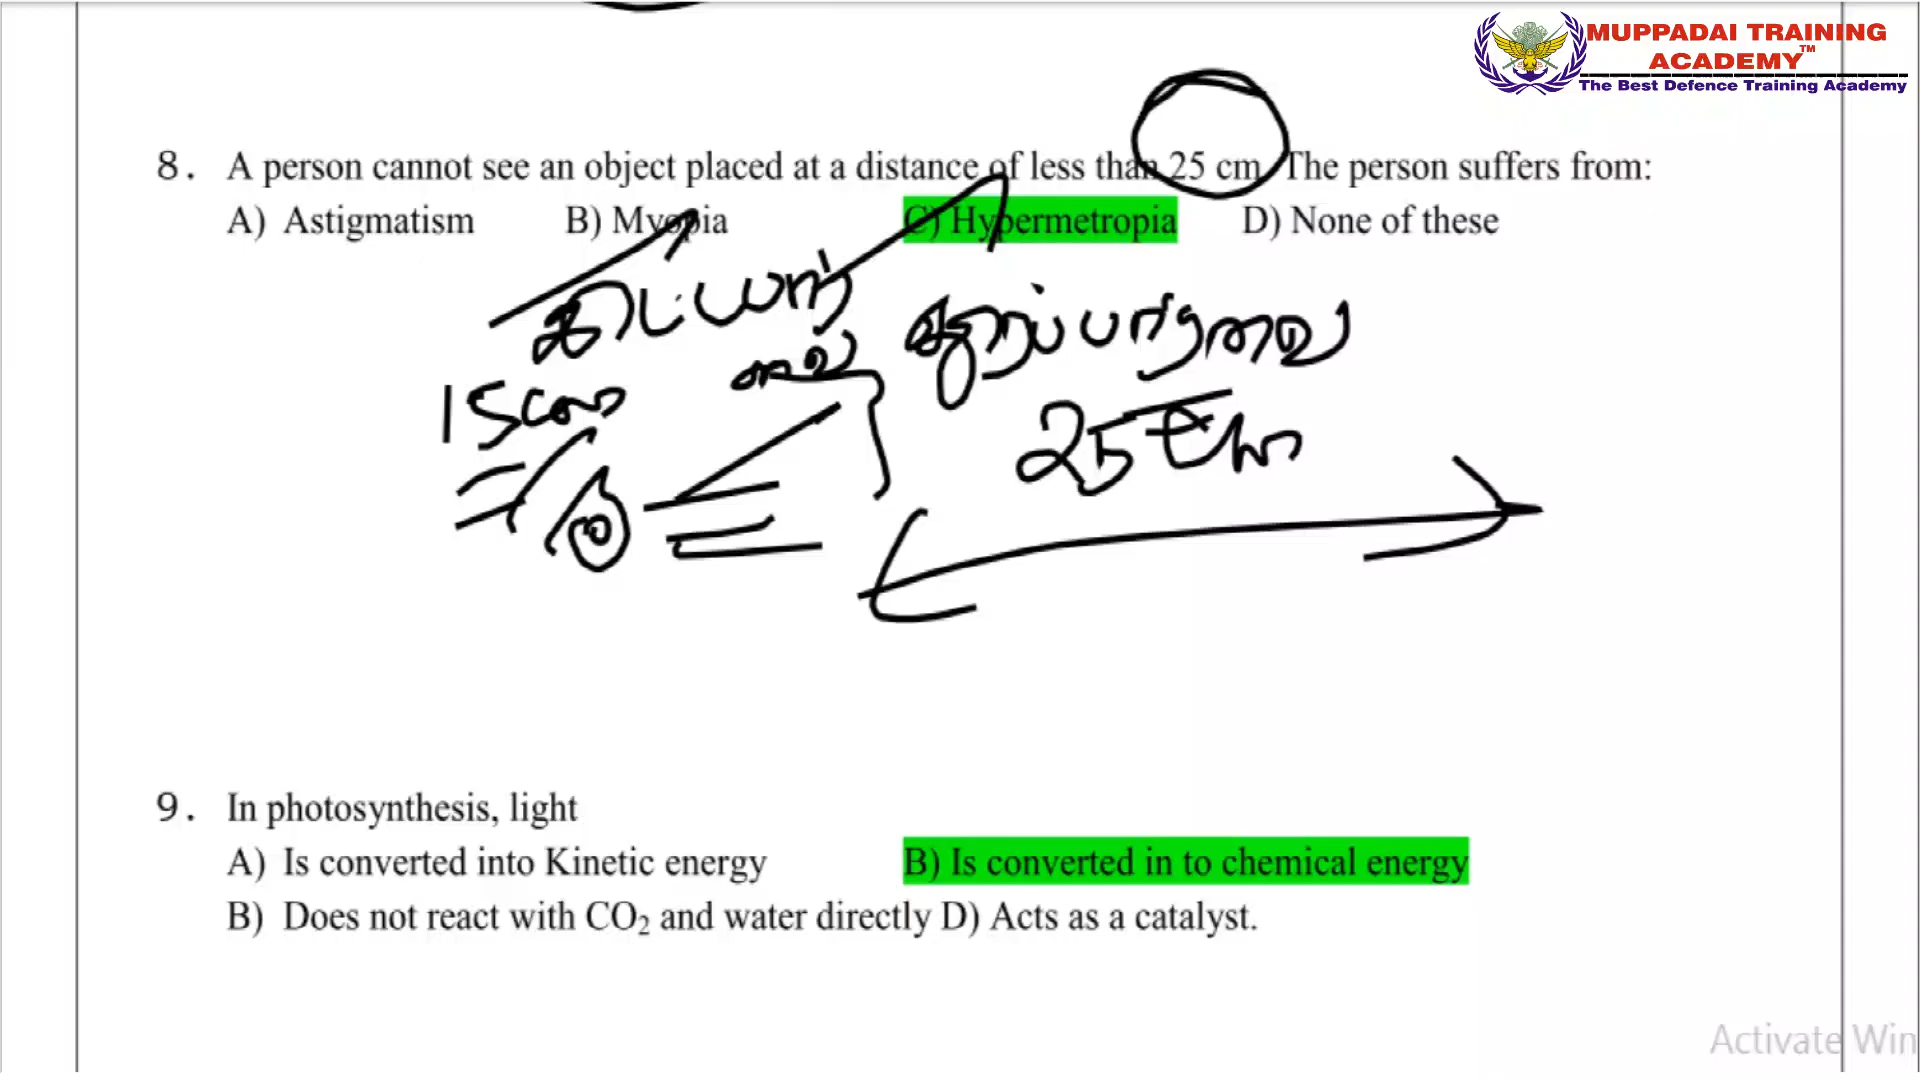 MUPPADAI TRAINING
ACADEMY™
The Best Defence Training Academy
8. A person cannot see an object placed at a distance of less than 25 cm. The person suffers from:
A) Astigmatism B) Myopia C) Hypermetropia D) None of these
கிட்டபார்
வை
தூரப்பார்வை
15cm
25 cm
9. In photosynthesis, light
A) Is converted into Kinetic energy B) Is converted in to chemical energy
B) Does not react with CO₂ and water directly D) Acts as a catalyst.
Activate Win